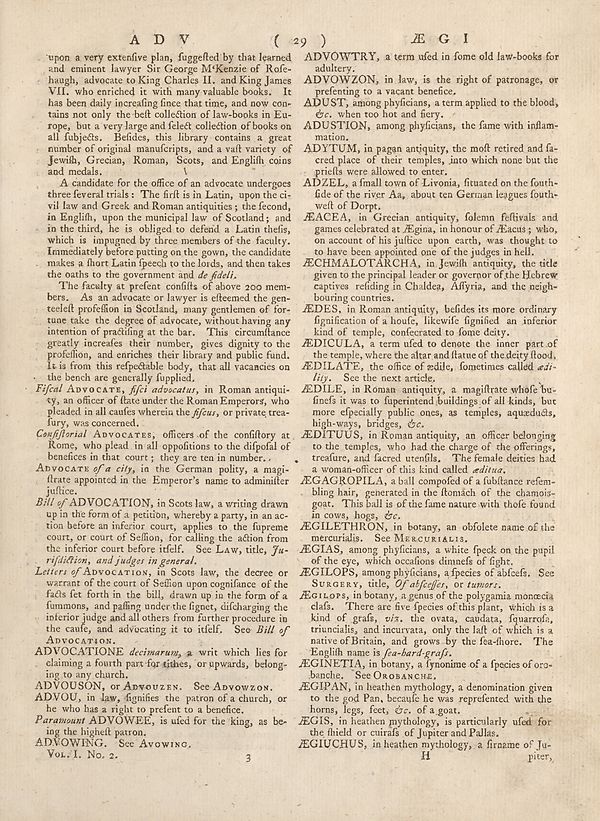 A D V ( 29 ) Æ G I
upon a very extenſive plan, ſuggeſted by that learned
and eminent lawyer Sir George M‘Kenzie of Roſe-
haugh, advocate to King Charles II. and King James
VII. who enriched it with many valuable books. It
has been daily increaſing ſince that time, and now con-
tains not only the beſt collection of law-books in Eu-
rope, but a very large and ſelect collection of books on
all ſubjects. Beſides, this library contains a great
number of original manuſcripts, and a vaſt variety of
Jewiſh, Grecian, Roman, Scots, and Engliſh coins
and medals.
A candidate for the office of an advocate undergoes
three ſeveral trials: The firſt is in Latin, upon the ci-
vil law and Greek and Roman antiquities; the ſecond,
in Engliſh, upon the municipal law of Scotland; and
in the third, he is obliged to defend a Latin theſis,
which is impugned by three members of the faculty.
Immediately before putting on the gown, the candidate
makes a ſhort Latin ſpeech to the lords, and then takes
the oaths to the government and de fideli.
The faculty at preſent conſiſts of above 200 mem-
bers. As an advocate or lawyer is eſteemed the gen-
teeleſt profeſſion in Scotland, many gentlemen of for-
tune take the degree of advocate, without having any
intention of practiſing at the bar. This circumſtance
greatly increaſes their number, gives dignity to the
profeſſion, and enriches their library and public fund.
It is from this reſpectable body, that all vacancies on
the bench are generally ſupplied.
Fiſcal ADVOCATE, fiſci advocatus, in Roman antiqui-
ty, an officer of ſtate under the Roman Emperors, who
pleaded in all cauſes wherein the fiſcus, or private trea-
ſury, was concerned.
Conſiſtorial ADVOCATES, officers of the conſiſtory at
Rome, who plead in all oppoſitions to the diſpoſal of
benefices in that court; they are ten in number.
ADVOCATE of a city, in the German polity, a magi-
ſtrate appointed in the Emperor's name to adminiſter
juſtice.
Bill of ADVOCATION, in Scots law, a writing drawn
up in the form of a petition, whereby a party, in an ac-
tion before an inferior court, applies to the ſupreme
court, or court of Seſſion, for calling the action from
the inferior court before itſelf. See LAW, title, Ju-
riſdiction, and judges in general.
Letters of ADVOCATION, in Scots law, the decree or
warrant of the court of Seſſion upon cogniſance of the
facts ſet forth in the bill, drawn up in the form of a
ſummons, and paſſing under the ſignet, diſcharging the
inferior judge and all others from further procedure in
the cauſe, and advocating it to itſelf. See Bill of
ADVOCATION.
ADVOCATIONE decimarum, a writ which lies for
claiming a fourth part for tithes, or upwards, belong-
ing to any church.
ADVOUSON, or ADVOUZEN. See ADVOWZON.
ADVOU, in law, ſignifies the patron of a church, or
he who has a right to preſent to a benefice.
Paramount ADVOWEE, is uſed for the king, as be-
ing the higheſt patron.
ADVOWING. See AVOWING.
VOL. I. No. 2. 3
ADVOWTRY, a term uſed in ſome old law-books for
adultery.
ADVOWZON, in law, is the right of patronage, or
preſenting to a vacant benefice.
ADUST, among phyſicians, a term applied to the blood,
&c. when too hot and fiery.
ADUSTION, among phyſicians, the ſame with inflam-
mation.
ADYTUM, in pagan antiquity, the moſt retired and ſa-
cred place of their temples, into which none but the
prieſts were allowed to enter.
ADZEL, a ſmall town of Livonia, ſituated on the ſouth-
ſide of the river Aa, about ten German leagues ſouth-
weſt of Dorpt.
ÆACEA, in Grecian antiquity, ſolemn feſtivals and
games celebrated at Ægina, in honour of Æacus; who,
on account of his juſtice upon earth, was thought to
to have been appointed one of the judges in hell.
ÆCHMALOTARCHA, in Jewiſh antiquity, the title
given to the principal leader or governor of the Hebrew
captives reſiding in Chaldea, Aſſyria, and the neigh-
bouring countries.
ÆDES, in Roman antiquity, beſides its more ordinary
ſignification of a houſe, likewiſe ſignified an inferior
kind of temple, conſecrated to ſome deity.
ÆDICULA, a term uſed to denote the inner part of
the temple, where the altar and ſtatue of the deity ſtood.
ÆDILATE, the office of ædile, ſometimes called ædi-
lity. See the next article.
ÆDILE, in Roman antiquity, a magiſtrate whoſe bu-
ſineſs it was to ſuperintend buildings of all kinds, but
more eſpecially public ones, as temples, aquæducts,
high-ways, bridges, &c.
ÆDITUUS, in Roman antiquity, an officer belonging
to the temples, who had the charge of the offerings,
treaſure, and ſacred utenſils. The female deities had
a woman-officer of this kind called æditua.
ÆGAGROPILA, a ball compoſed of a ſubſtance reſem-
bling hair, generated in the ſtomach of the chamois-
goat. This ball is of the ſame nature with thoſe found
in cows, hogs, &c.
ÆGILETHRON, in botany, an obſolete name of the
mercurialis. See MERCURIALIS.
ÆGIAS, among phyſicians, a white ſpeck on the pupil
of the eye, which occaſions dimneſs of ſight.
ÆGILOPS, among phyſicians, a ſpecies of abſceſs. See
SURGERY, title, Of abſceſſes, or tumors.
ÆGILOPS, in botany, a genus of the polygamia monœcia
claſs. There are five ſpecies of this plant, which is a
kind of graſs, viz. the ovata, caudata, ſquarroſa,
triuncialis, and incurvata, only the laſt of which is a
native of Britain, and grows by the ſea-ſhore. The
Engliſh name is ſea-hard-graſs.
ÆGINETIA, in botany, a ſynonime of a ſpecies of oro-
banche. See OROBANCHE.
ÆGIPAN, in heathen mythology, a denomination given
to the god Pan, becauſe he was repreſented with the
horns, legs, feet, &c. of a goat.
ÆGIS, in heathen mythology, is particularly uſed for
the ſhield or cuiraſs of Jupiter and Pallas.
ÆGIUCHUS, in heathen mythology, a ſirname of Ju-
H piter,